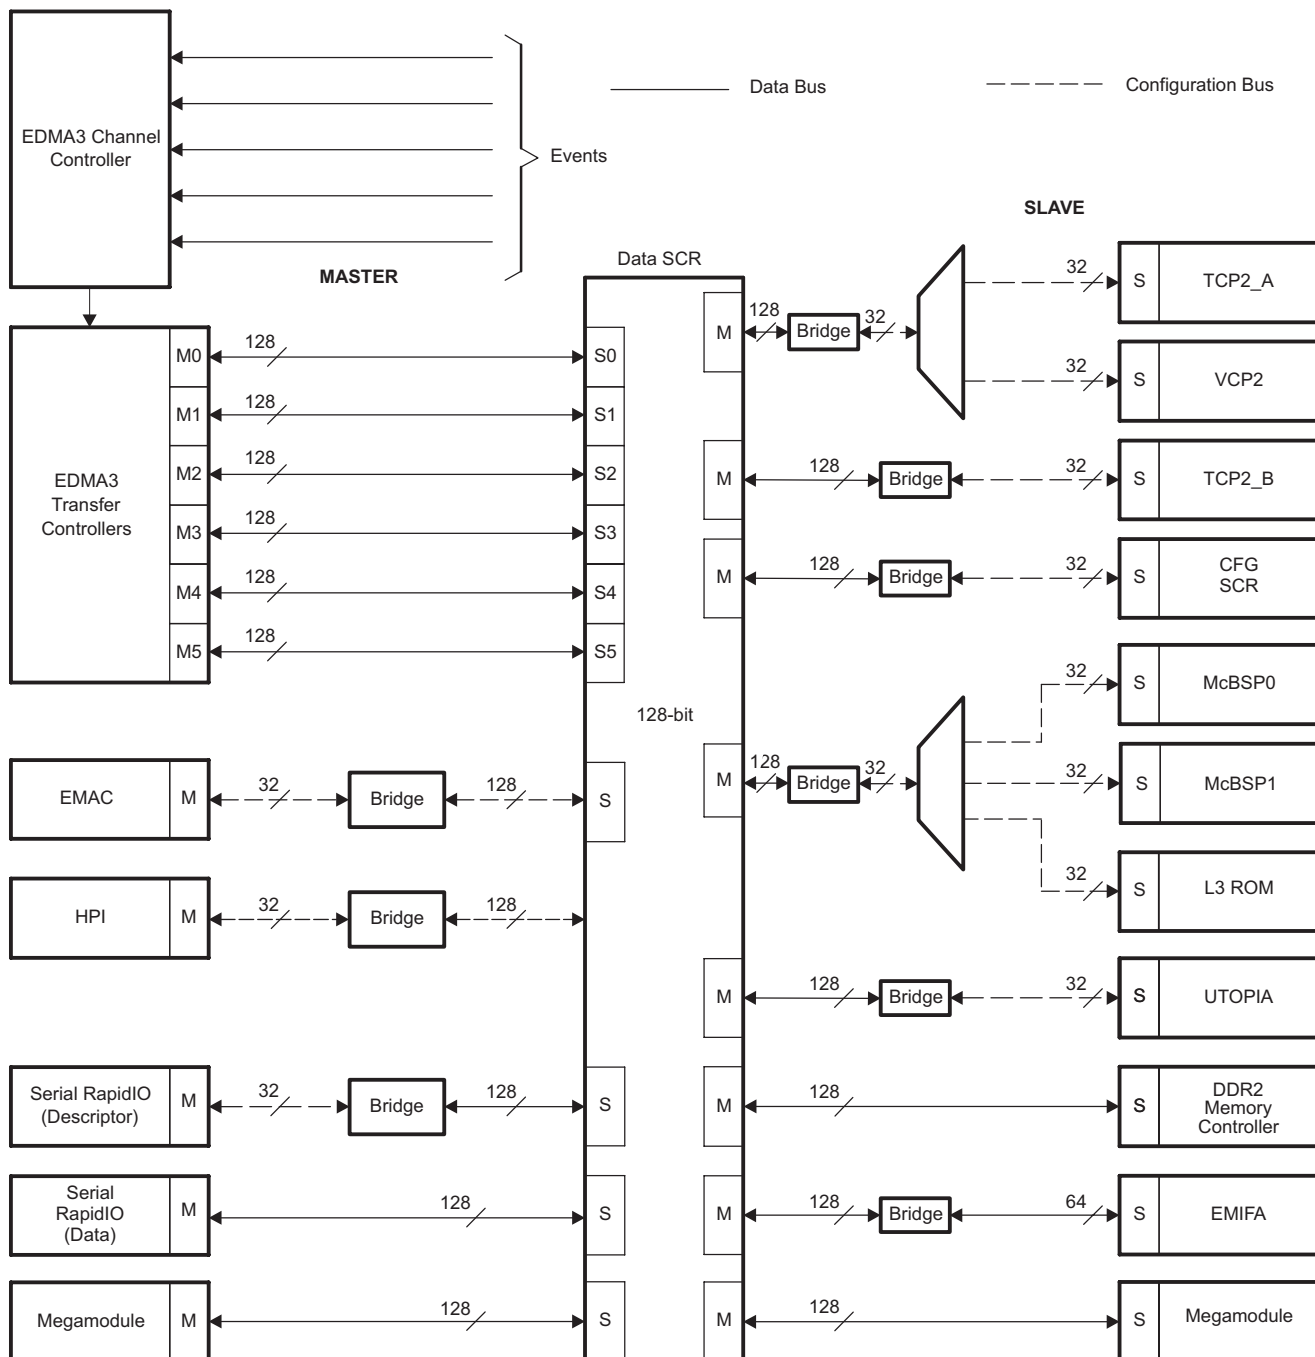 EDMA3 Channel
Controller
Events
Data Bus
Configuration Bus
MASTER
SLAVE
Data SCR
128-bit
EDMA3
Transfer
Controllers
M0
128
S0
M1
128
S1
M2
128
S2
M3
128
S3
M4
128
S4
M5
128
S5
EMAC
M
32
Bridge
128
S
HPI
M
32
Bridge
128
Serial RapidIO
(Descriptor)
M
32
Bridge
128
S
Serial
RapidIO
(Data)
M
128
S
Megamodule
M
128
S
M
128
Bridge
32
32
S
TCP2_A
32
S
VCP2
M
128
Bridge
32
S
TCP2_B
M
128
Bridge
32
S
CFG
SCR
M
128
Bridge
32
32
S
McBSP0
32
S
McBSP1
32
S
L3 ROM
M
128
Bridge
32
S
UTOPIA
M
128
S
DDR2
Memory
Controller
M
128
Bridge
64
S
EMIFA
M
128
S
Megamodule